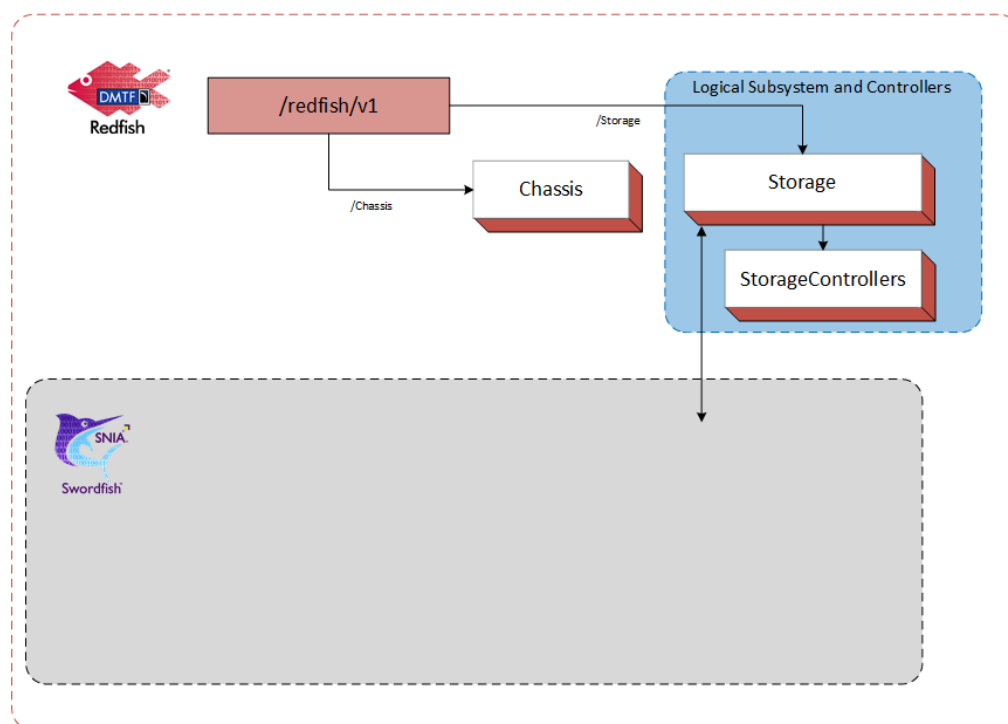 DMTF
Redfish
/redfish/v1
/Storage
/Chassis
Chassis
Logical Subsystem and Controllers
Storage
StorageControllers
SNIA
Swordfish